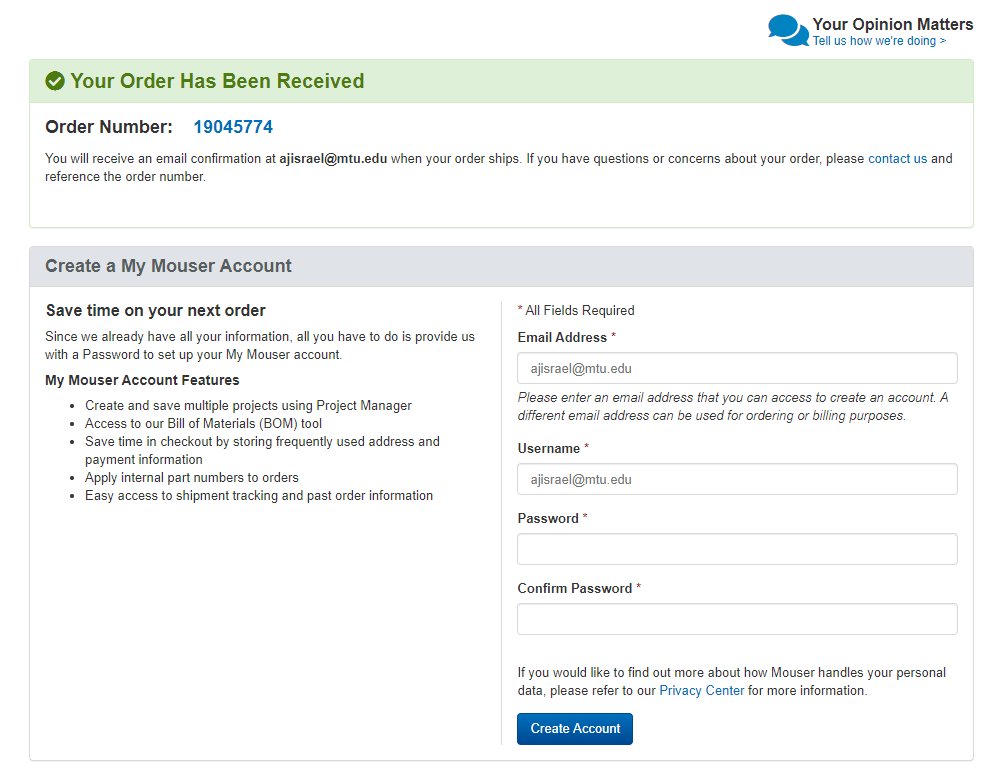 Your Opinion Matters
Tell us how we're doing >
Your Order Has Been Received
Order Number: 19045774
You will receive an email confirmation at ajisrael@mtu.edu when your order ships. If you have questions or concerns about your order, please contact us and
reference the order number.
Create a My Mouser Account
Save time on your next order
Since we already have all your information, all you have to do is provide us
with a Password to set up your My Mouser account.
My Mouser Account Features
• Create and save multiple projects using Project Manager
• Access to our Bill of Materials (BOM) tool
• Save time in checkout by storing frequently used address and
payment information
• Apply internal part numbers to orders
• Easy access to shipment tracking and past order information
* All Fields Required
Email Address *
ajisrael@mtu.edu
Please enter an email address that you can access to create an account. A
different email address can be used for ordering or billing purposes.
Username *
ajisrael@mtu.edu
Password *
Confirm Password *
If you would like to find out more about how Mouser handles your personal
data, please refer to our Privacy Center for more information.
Create Account